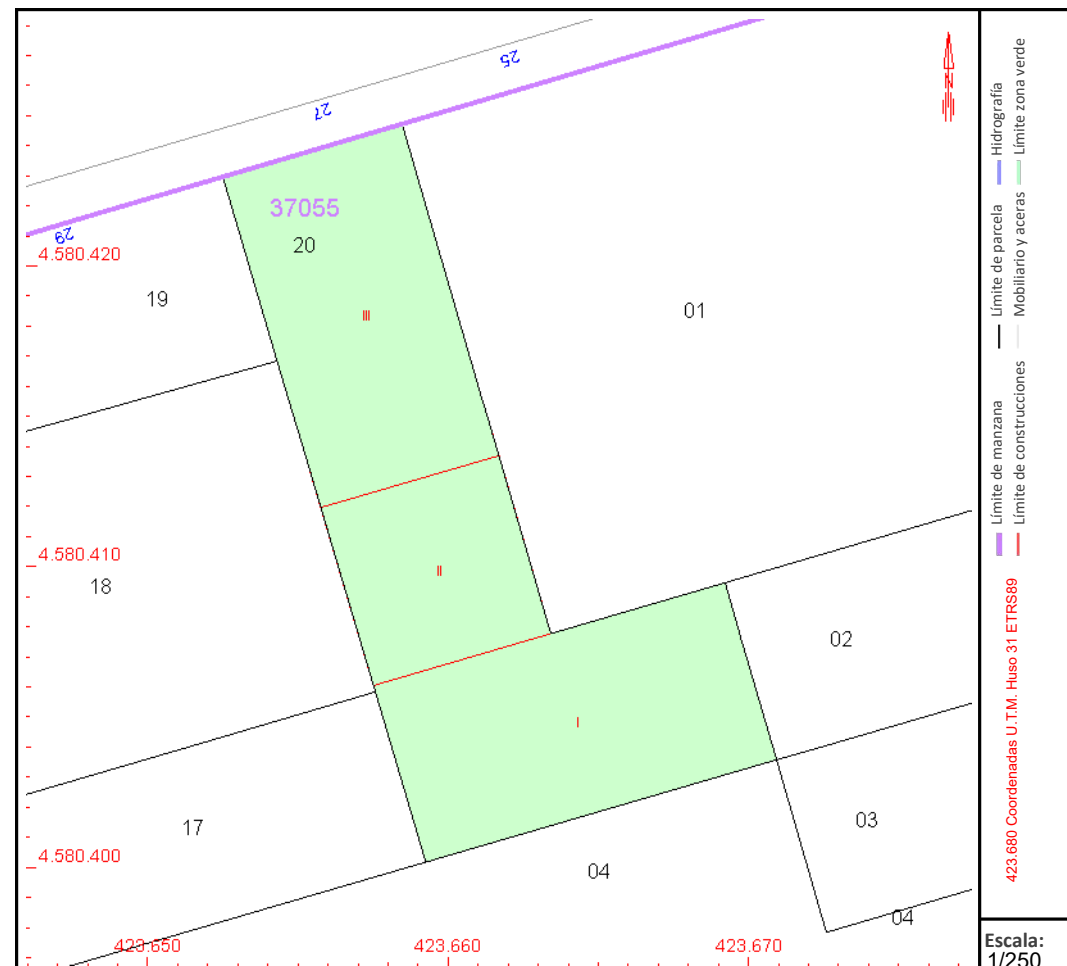 25
27
29
37055
20
4.580.420
19
01
III
4.580.410
18
II
02
I
17
03
4.580.400
04
04
423.650
423.660
423.670
N
Hidrografía
Límite zona verde
Límite de parcela
Mobiliario y aceras
Límite de manzana
Límite de construcciones
423.680 Coordenadas U.T.M. Huso 31 ETRS89
Escala:
1/250